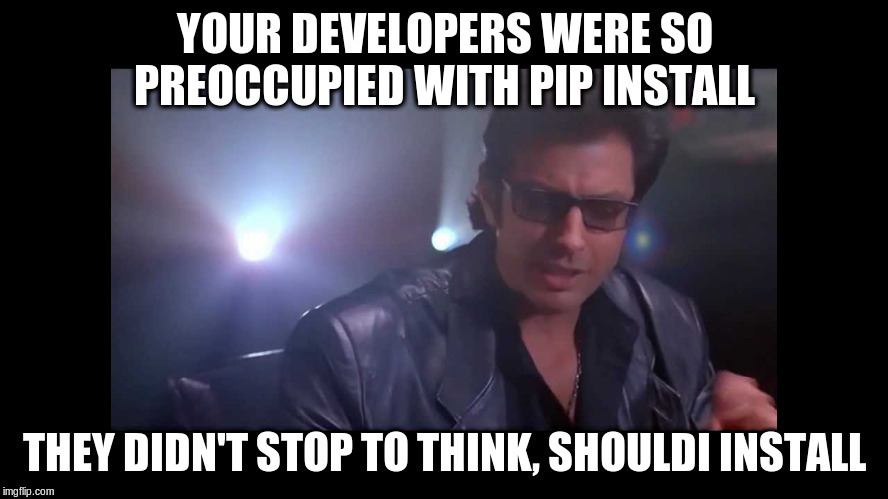 YOUR DEVELOPERS WERE SO
PREOCCUPIED WITH PIP INSTALL
THEY DIDN'T STOP TO THINK, SHOULDI INSTALL
imgflip.com